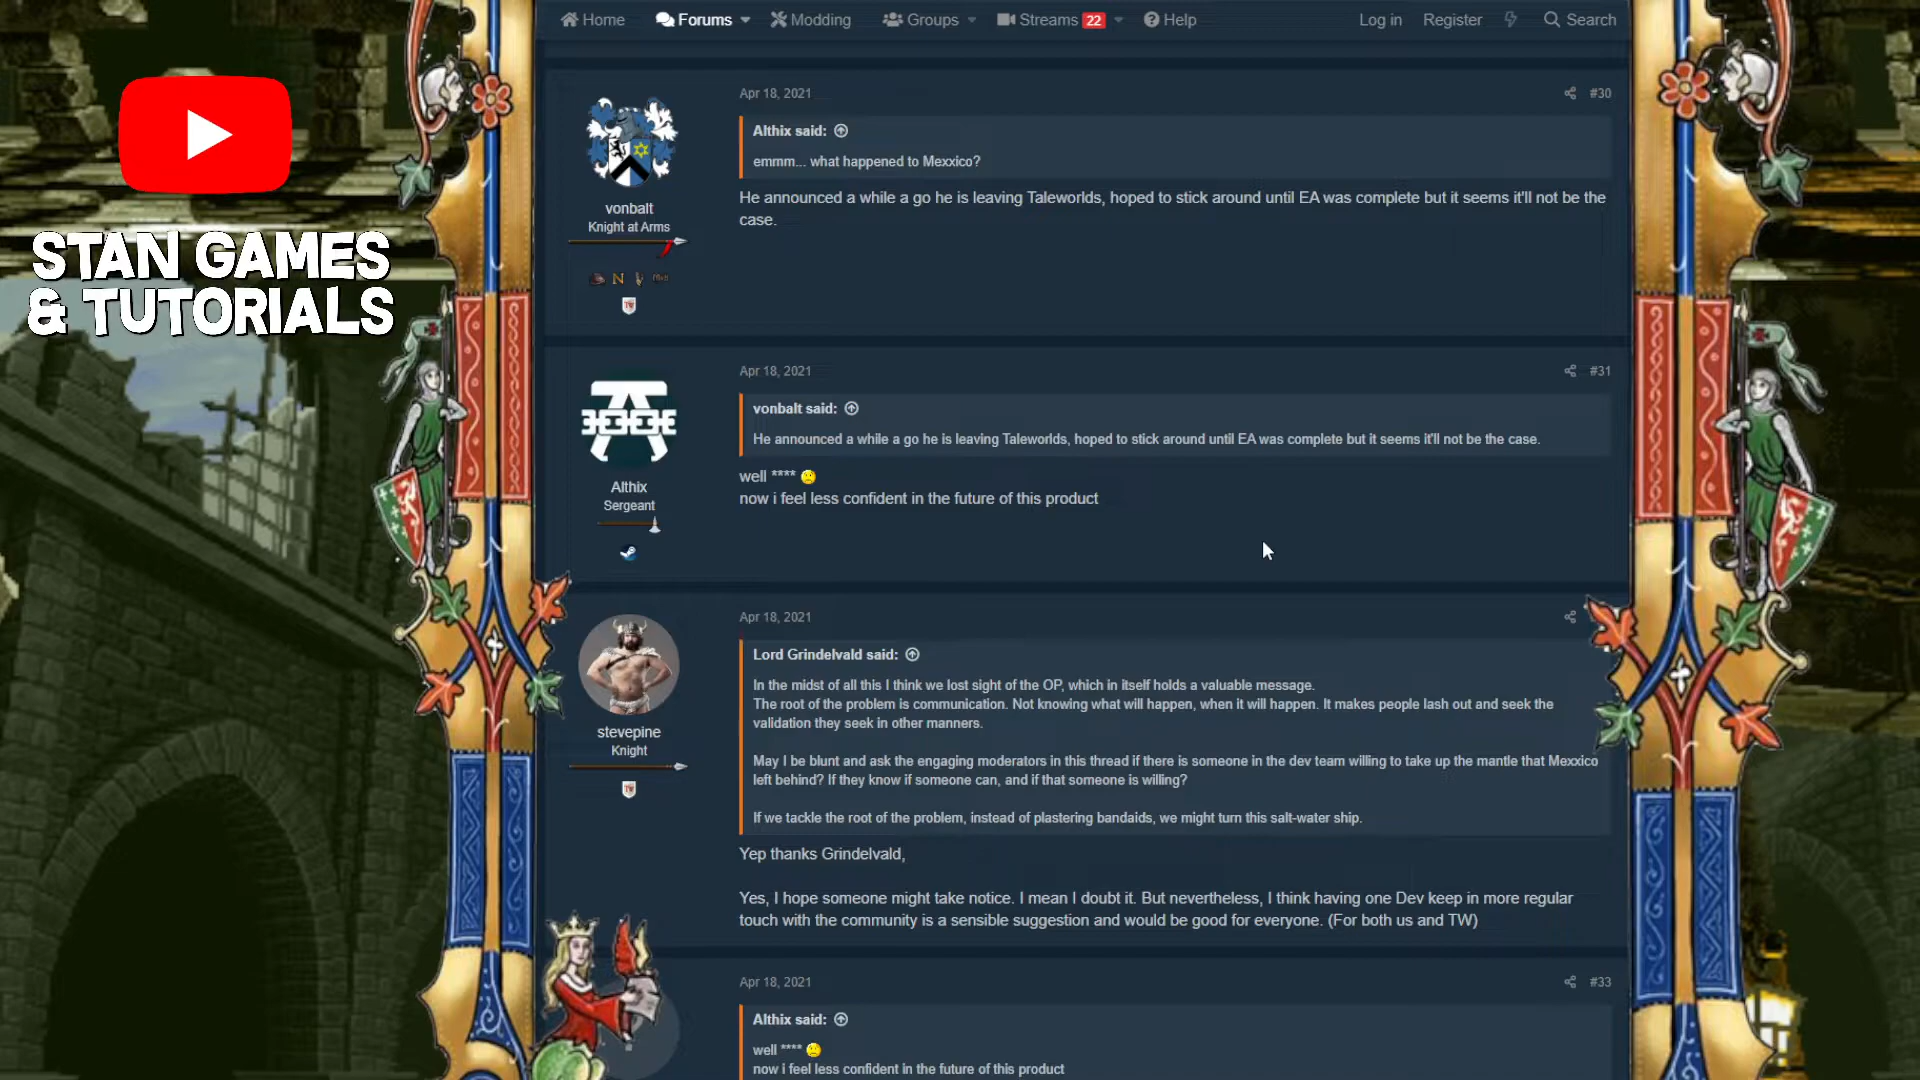 Home
Forums
Modding
Groups
Streams 22
Help
Log in
Register
Search
STAN GAMES
& TUTORIALS
Apr 18, 2021
#30
Althix said:
emmm... what happened to Mexxico?
He announced a while a go he is leaving Taleworlds, hoped to stick around until EA was complete but it seems it'll not be the
case.
vonbalt
Knight at Arms
N
Apr 18, 2021
#31
vonbalt said:
He announced a while a go he is leaving Taleworlds, hoped to stick around until EA was complete but it seems it'll not be the case.
well ****
now i feel less confident in the future of this product
Althix
Sergeant
Apr 18, 2021
Lord Grindelvald said:
In the midst of all this I think we lost sight of the OP, which in itself holds a valuable message.
The root of the problem is communication. Not knowing what will happen, when it will happen. It makes people lash out and seek the
validation they seek in other manners.
May I be blunt and ask the engaging moderators in this thread if there is someone in the dev team willing to take up the mantle that Mexxico
left behind? If they know if someone can, and if that someone is willing?
If we tackle the root of the problem, instead of plastering bandaids, we might turn this salt-water ship.
Yep thanks Grindelvald,
Yes, I hope someone might take notice. I mean I doubt it. But nevertheless, I think having one Dev keep in more regular
touch with the community is a sensible suggestion and would be good for everyone. (For both us and TW)
stevepine
Knight
Apr 18, 2021
#33
Althix said:
well ****
now i feel less confident in the future of this product